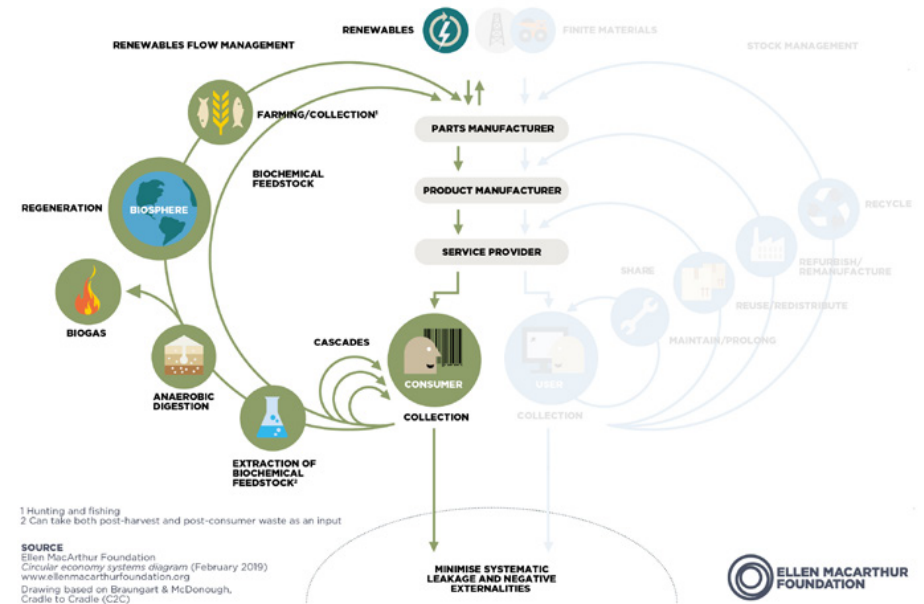 RENEWABLES
FINITE MATERIALS
RENEWABLES FLOW MANAGEMENT
STOCK MANAGEMENT
FARMING/COLLECTION¹
PARTS MANUFACTURER
BIOCHEMICAL
FEEDSTOCK
PRODUCT MANUFACTURER
REGENERATION
BIOSPHERE
RECYCLE
SERVICE PROVIDER
SHARE
REFURBISH/
REMANUFACTURE
REUSE/REDISTRIBUTE
BIOGAS
CASCADES
MAINTAIN/PROLONG
CONSUMER
USER
ANAEROBIC
DIGESTION
COLLECTION
COLLECTION
EXTRACTION OF
BIOCHEMICAL
FEEDSTOCK²
1 Hunting and fishing
2 Can take both post-harvest and post-consumer waste as an input
SOURCE
Ellen MacArthur Foundation
Circular economy systems diagram (February 2019)
www.ellenmacarthurfoundation.org
Drawing based on Braungart & McDonough,
Cradle to Cradle (C2C)
MINIMISE SYSTEMATIC
LEAKAGE AND NEGATIVE
EXTERNALITIES
ELLEN MACARTHUR
FOUNDATION